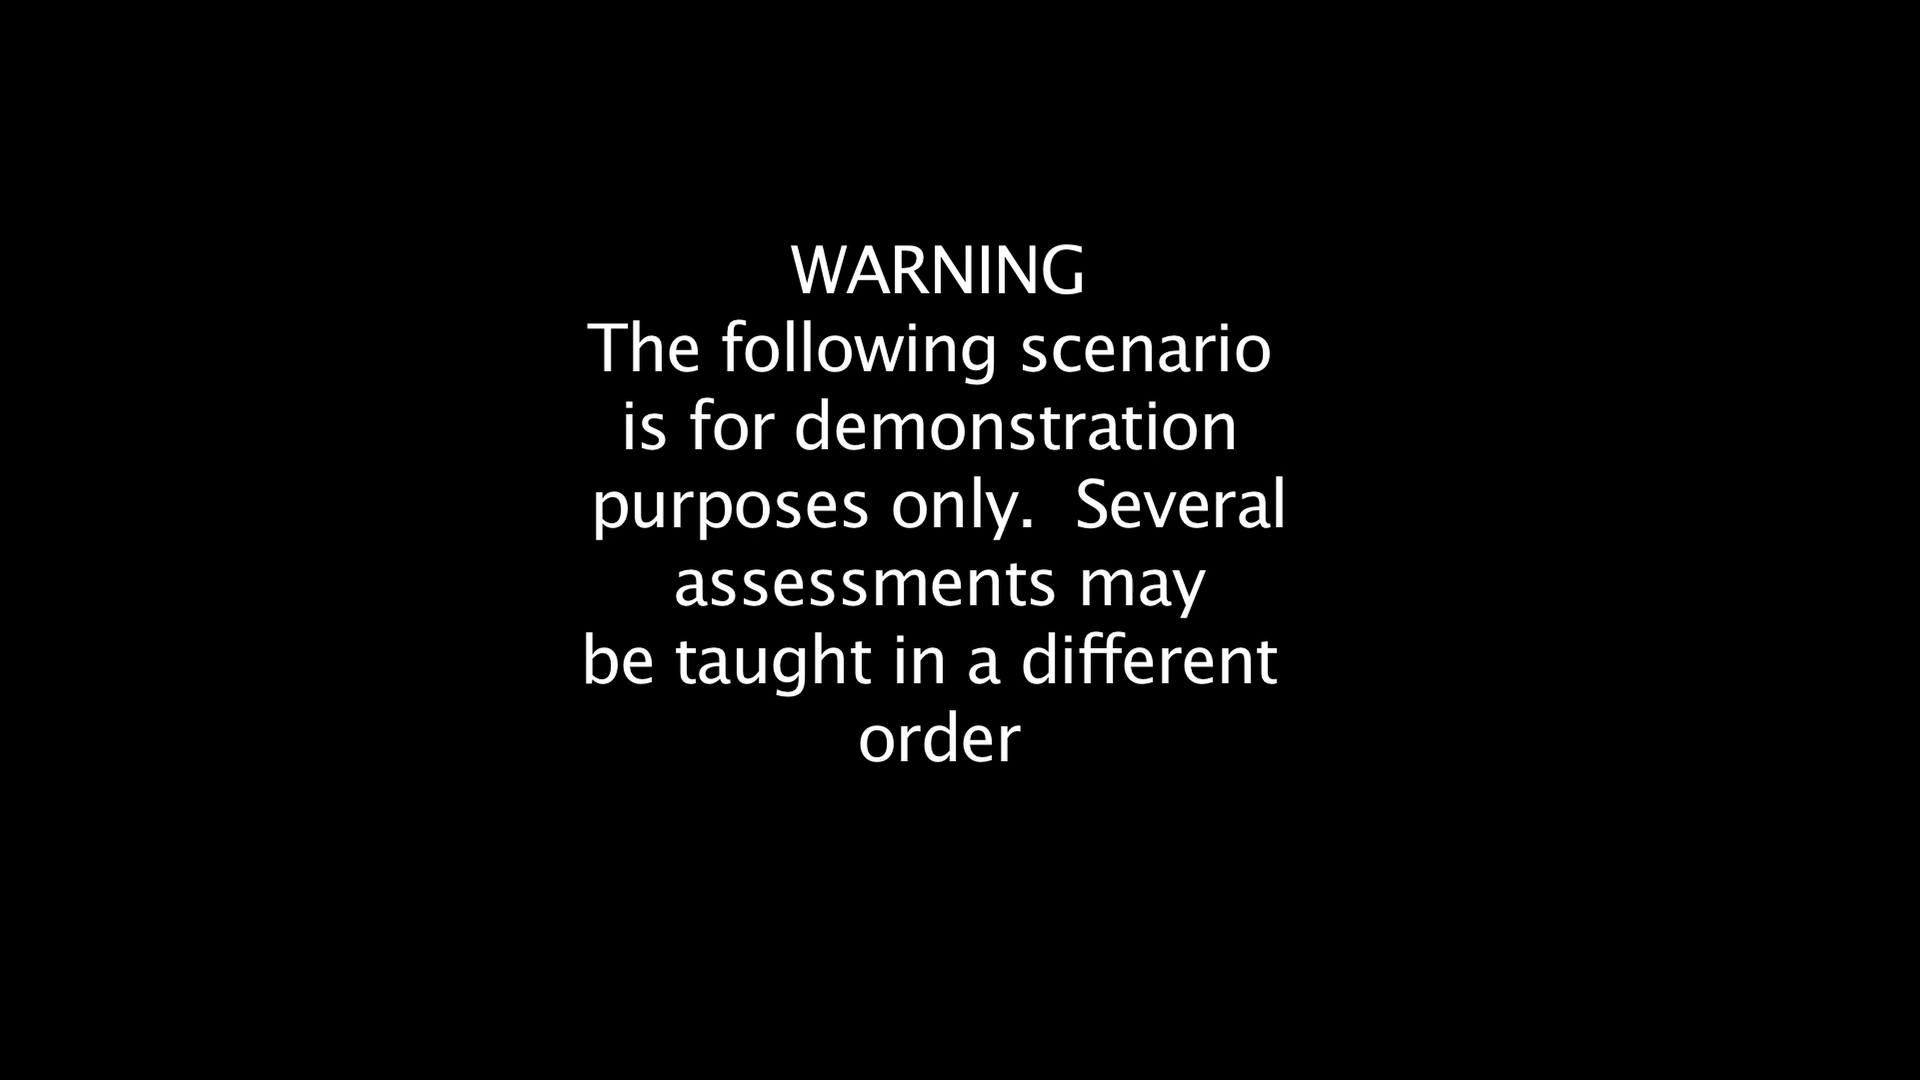 WARNING
The following scenario
is for demonstration
purposes only.  Several
assessments may
be taught in a different
order